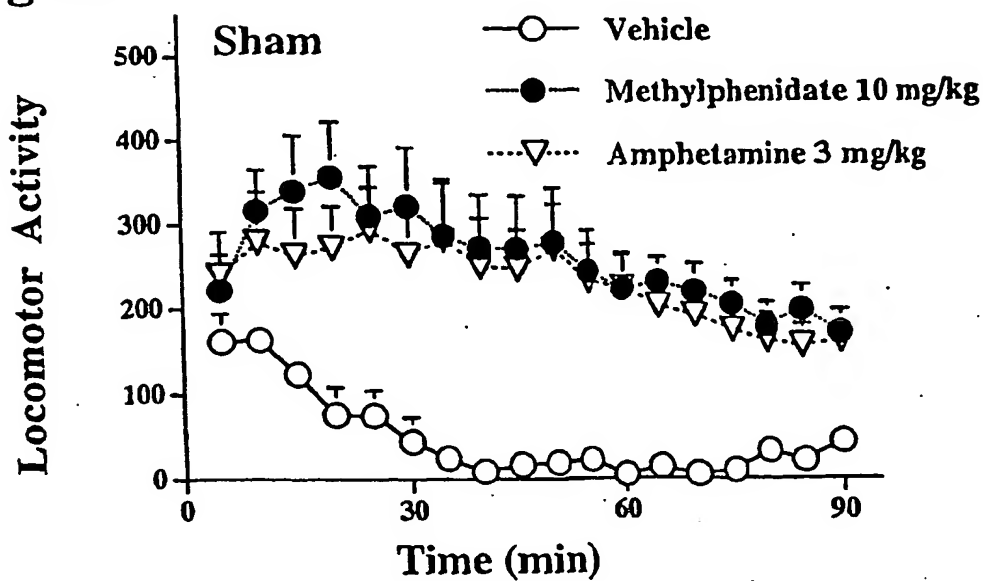 Sham
Vehicle
Methylphenidate 10 mg/kg
Amphetamine 3 mg/kg
Locomotor Activity
500
400
300
200
100
0
0 30 60 90
Time (min)